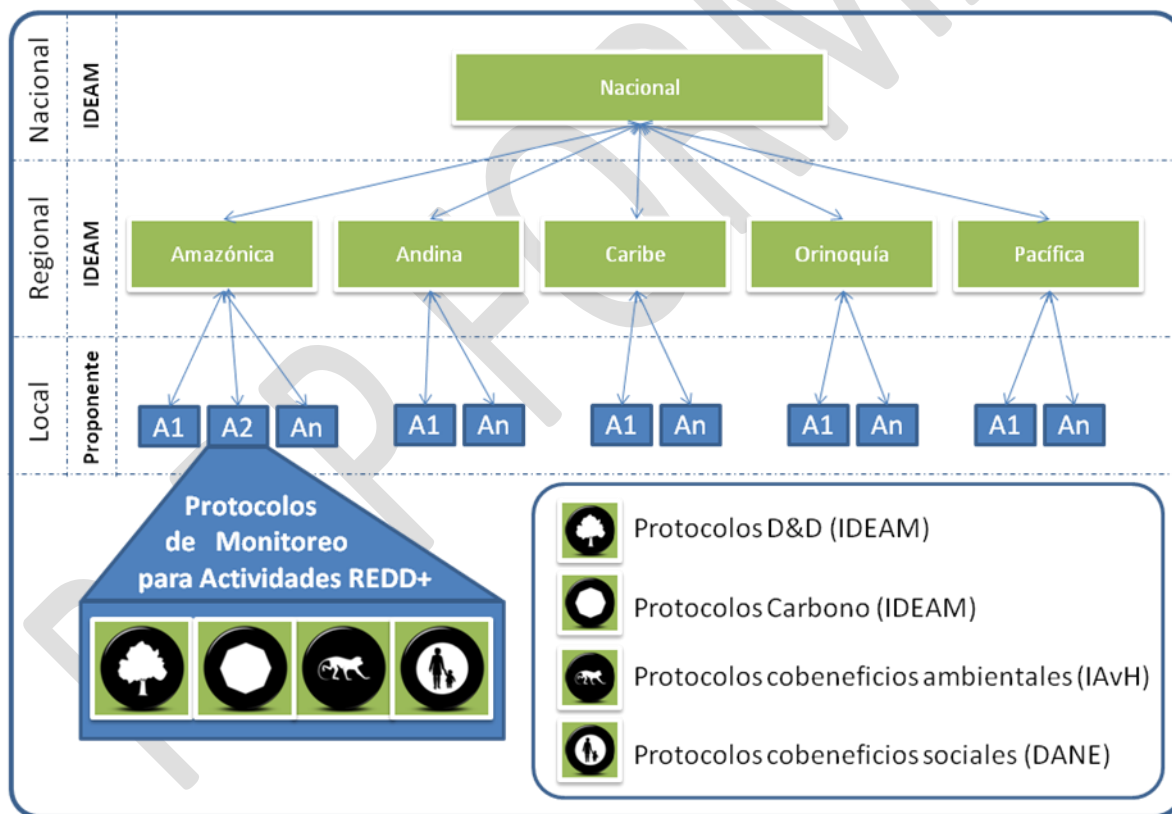 Nacional
IDEAM
Nacional
Regional
IDEAM
Amazónica
Andina
Caribe
Orinoquía
Pacífica
Local
Proponente
A1
A2
An
A1
An
A1
An
A1
An
A1
An
Protocolos
de Monitoreo
para Actividades REDD+
Protocolos D&D (IDEAM)
Protocolos Carbono (IDEAM)
Protocolos cobeneficios ambientales (IAvH)
Protocolos cobeneficios sociales (DANE)